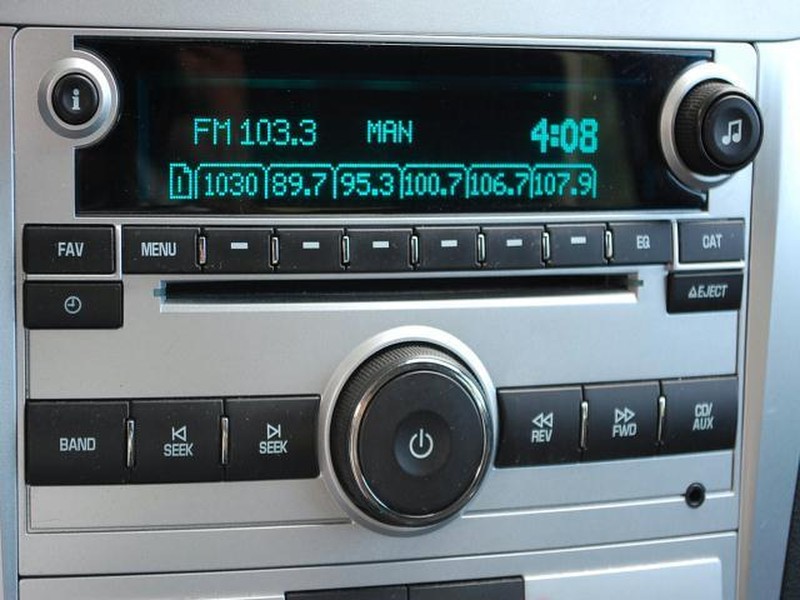 i
FM 103.3 MAN 4:08
1 1030 89.7 95.3 100.7 106.7 107.9
FAV MENU EQ CAT
EJECT
BAND SEEK SEEK REV FWD CD/
AUX